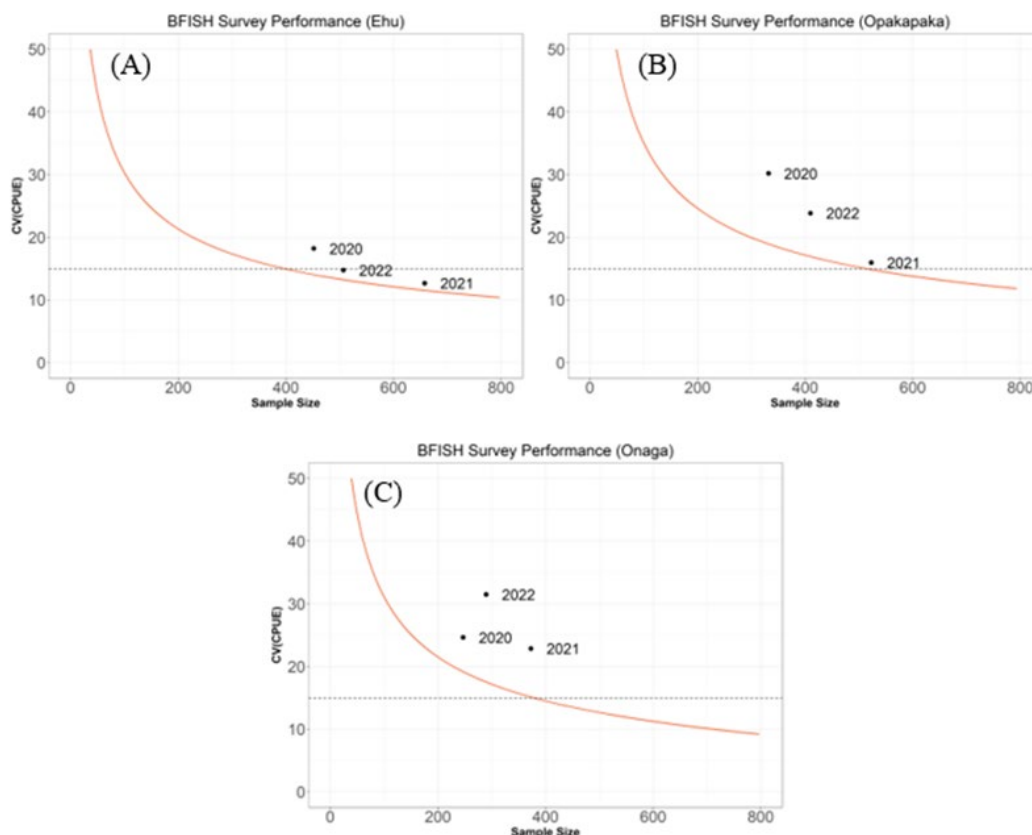 BFISH Survey Performance (Ehu)
(A)
CV(CPUE)
50
40
30
20
10
0
2020
2022
2021
0 200 400 600 800
Sample Size
BFISH Survey Performance (Opakapaka)
(B)
CV(CPUE)
50
40
30
20
10
0
2020
2022
2021
0 200 400 600 800
Sample Size
BFISH Survey Performance (Onaga)
(C)
CV(CPUE)
50
40
30
20
10
0
2022
2020
2021
0 200 400 600 800
Sample Size